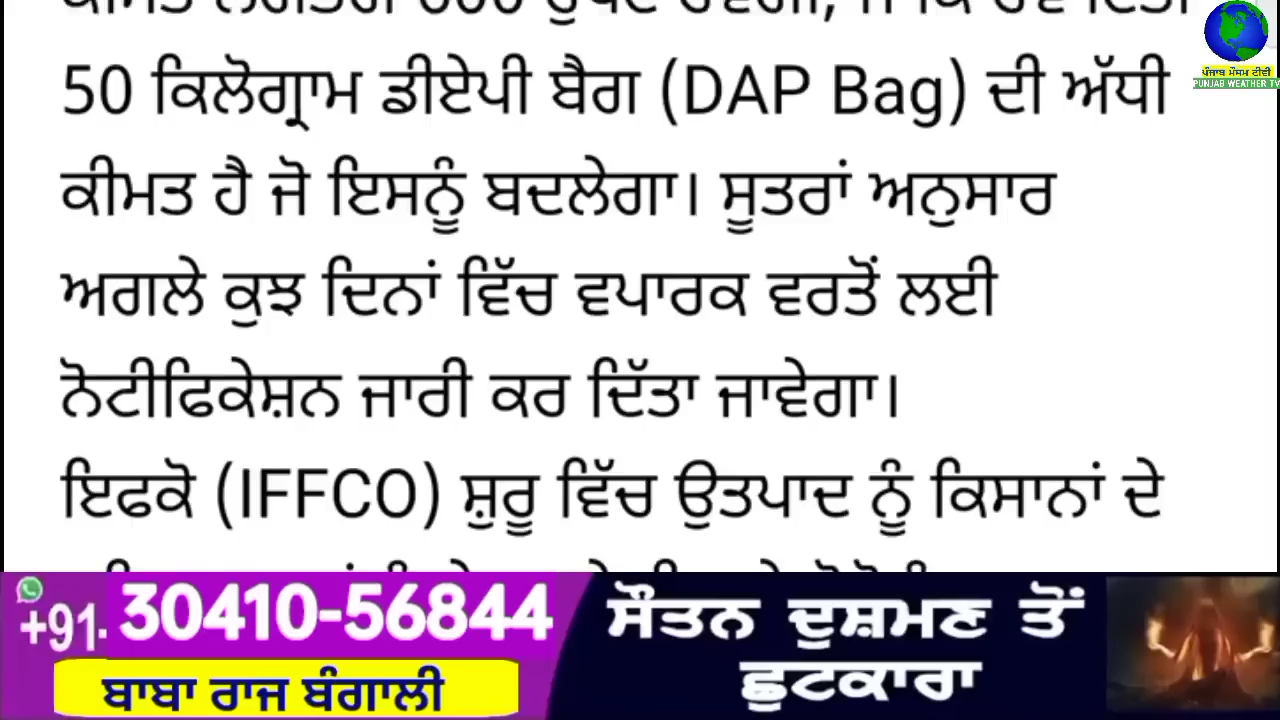 50 ਕਿਲੋਗ੍ਰਾਮ ਡੀਏਪੀ ਬੈਗ (DAP Bag) ਦੀ ਅੱਧੀ
ਕੀਮਤ ਹੈ ਜੋ ਇਸਨੂੰ ਬਦਲੇਗਾ। ਸੂਤਰਾਂ ਅਨੁਸਾਰ
ਅਗਲੇ ਕੁਝ ਦਿਨਾਂ ਵਿੱਚ ਵਪਾਰਕ ਵਰਤੋਂ ਲਈ
ਨੋਟੀਫਿਕੇਸ਼ਨ ਜਾਰੀ ਕਰ ਦਿੱਤਾ ਜਾਵੇਗਾ।
ਇਫਕੋ (IFFCO) ਸ਼ੁਰੂ ਵਿੱਚ ਉਤਪਾਦ ਨੂੰ ਕਿਸਾਨਾਂ ਦੇ
ਪੰਜਾਬ ਮੌਸਮ ਟੀਵੀ
PUNJAB WEATHER TV
+91- 30410-56844
ਬਾਬਾ ਰਾਜ ਬੰਗਾਲੀ
ਸੌਤਨ ਦੁਸ਼ਮਣ ਤੋਂ
ਛੁਟਕਾਰਾ